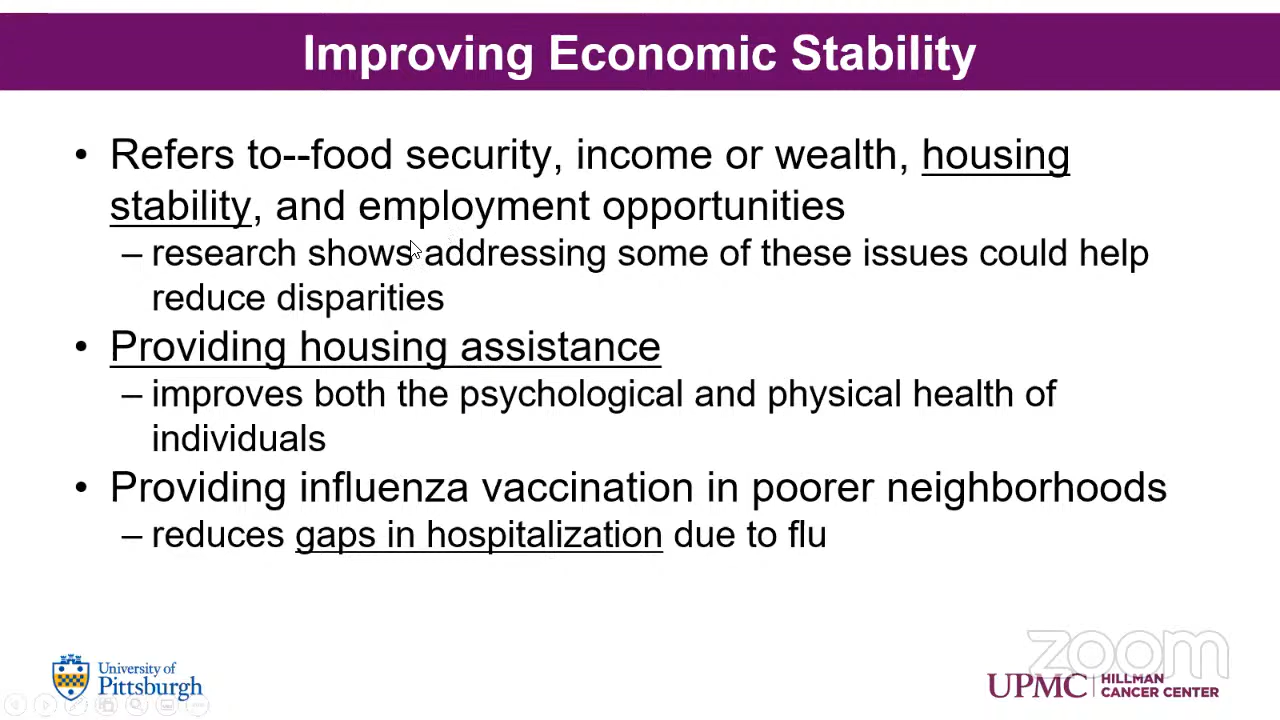 Improving Economic Stability
• Refers to--food security, income or wealth, housing
stability, and employment opportunities
– research shows addressing some of these issues could help
reduce disparities
• Providing housing assistance
– improves both the psychological and physical health of
individuals
• Providing influenza vaccination in poorer neighborhoods
– reduces gaps in hospitalization due to flu
zoom
University of
Pittsburgh
UPMC | HILLMAN
CANCER CENTER